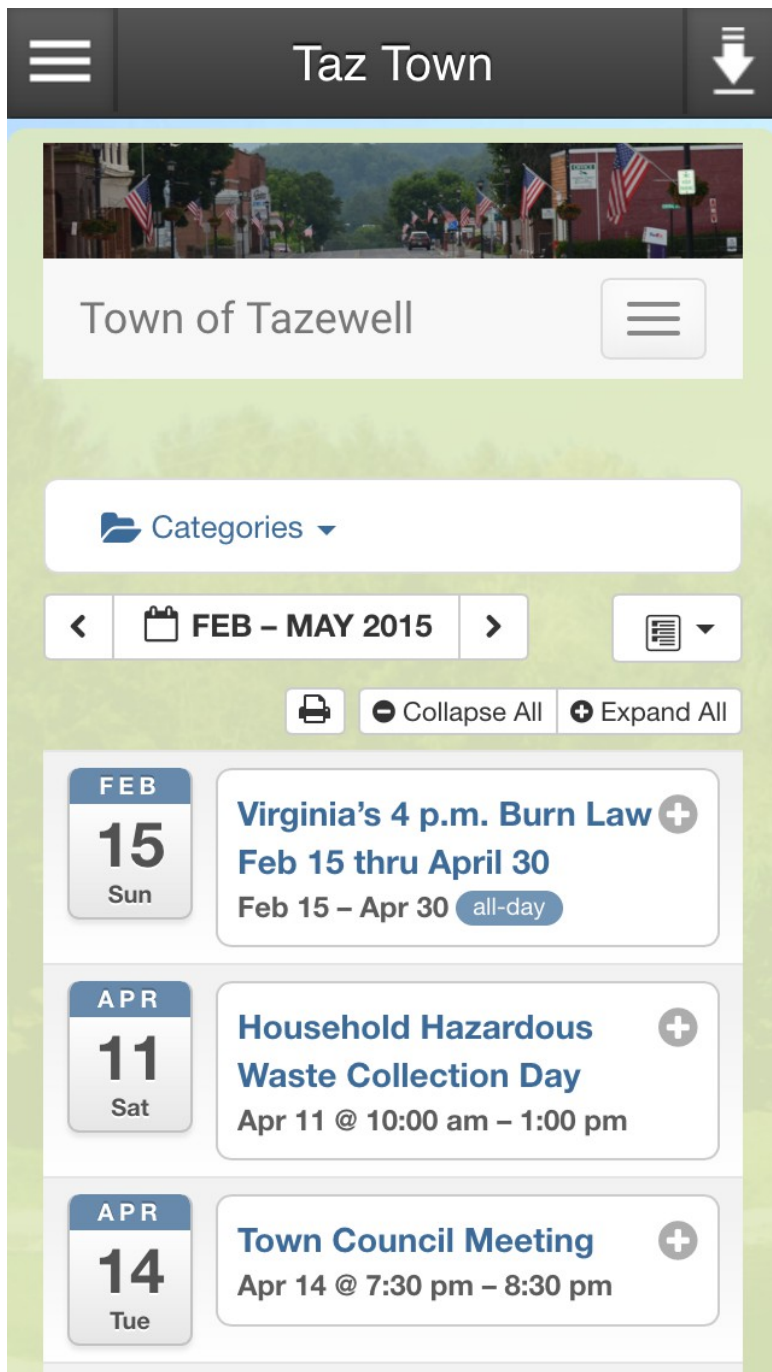 Taz Town
Town of Tazewell
Categories
FEB – MAY 2015
Collapse All Expand All
FEB
15
Sun
Virginia's 4 p.m. Burn Law
Feb 15 thru April 30
Feb 15 – Apr 30 all-day
APR
11
Sat
Household Hazardous
Waste Collection Day
Apr 11 @ 10:00 am – 1:00 pm
APR
14
Tue
Town Council Meeting
Apr 14 @ 7:30 pm – 8:30 pm